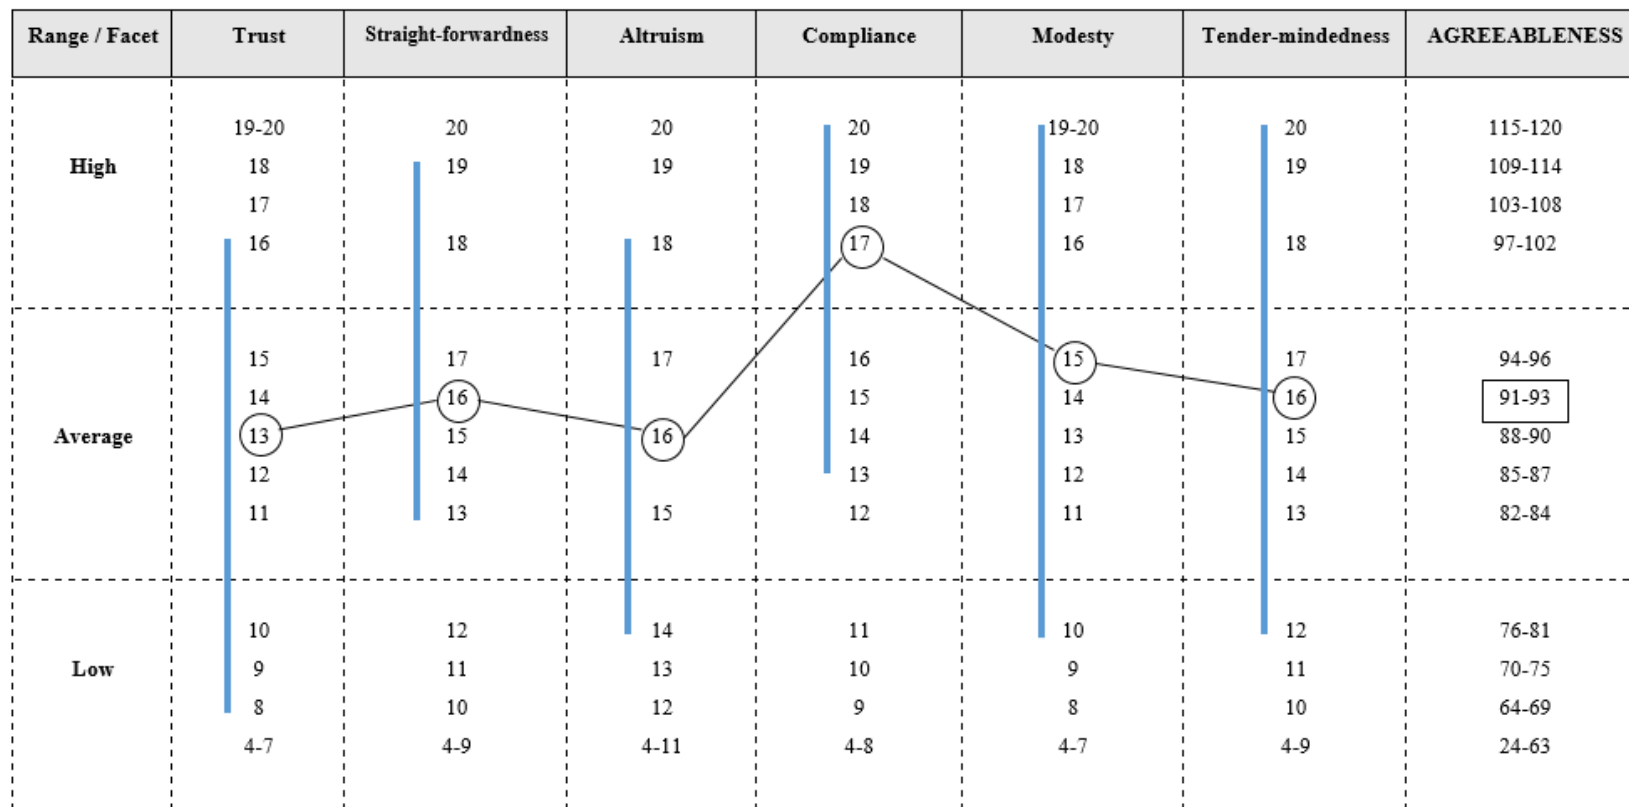 Range / Facet Trust Straight-forwardness Altruism Compliance Modesty Tender-mindedness AGREEABLENESS
19-20 20 20 20 19-20 20 115-120
High 18 19 19 19 18 19 109-114
17 18 17 103-108
16 18 18 17 16 18 97-102
15 17 17 16 15 17 94-96
14 16 15 14 16 91-93
Average 13 15 16 14 13 15 88-90
12 14 13 12 14 85-87
11 13 15 12 11 13 82-84
10 12 14 11 10 12 76-81
Low 9 11 13 10 9 11 70-75
8 10 12 9 8 10 64-69
4-7 4-9 4-11 4-8 4-7 4-9 24-63